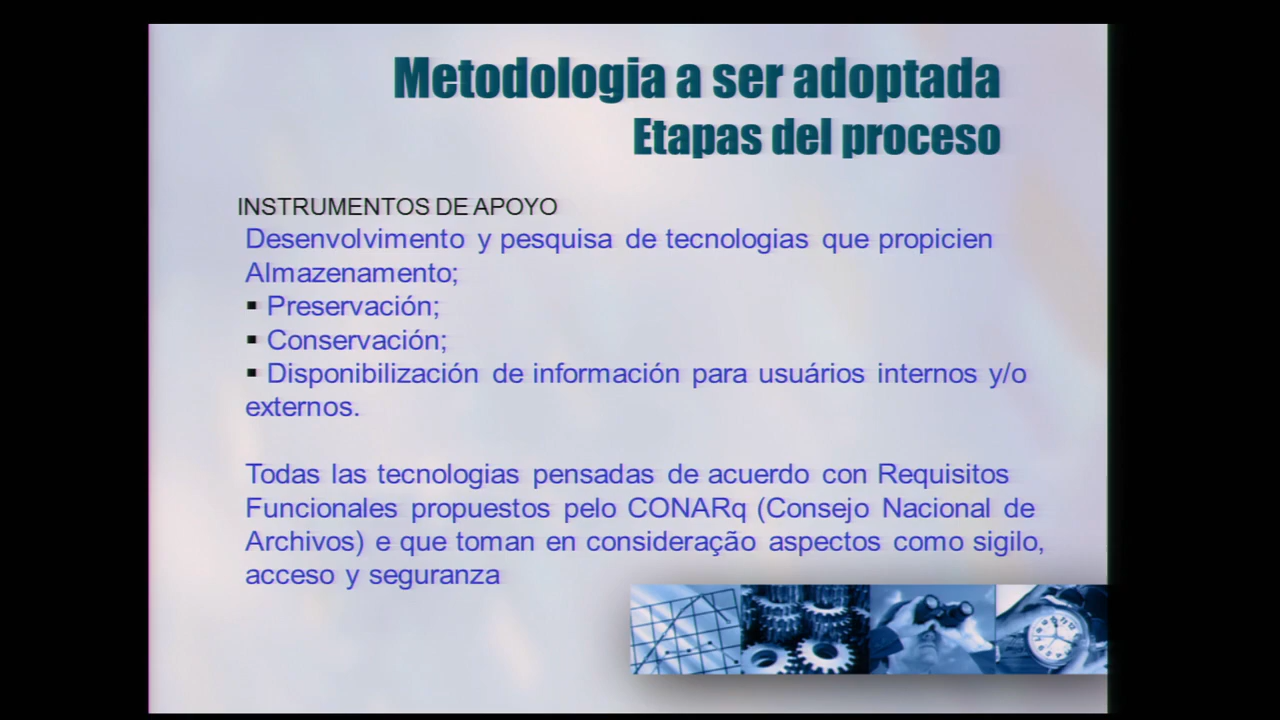 Metodologia a ser adoptada
Etapas del proceso
INSTRUMENTOS DE APOYO
Desenvolvimento y pesquisa de tecnologias que propicien
Almazenamento;
▪ Preservación;
▪ Conservación;
▪ Disponibilización de información para usuários internos y/o
externos.
Todas las tecnologias pensadas de acuerdo con Requisitos
Funcionales propuestos pelo CONARq (Consejo Nacional de
Archivos) e que toman en consideração aspectos como sigilo,
acceso y seguranza